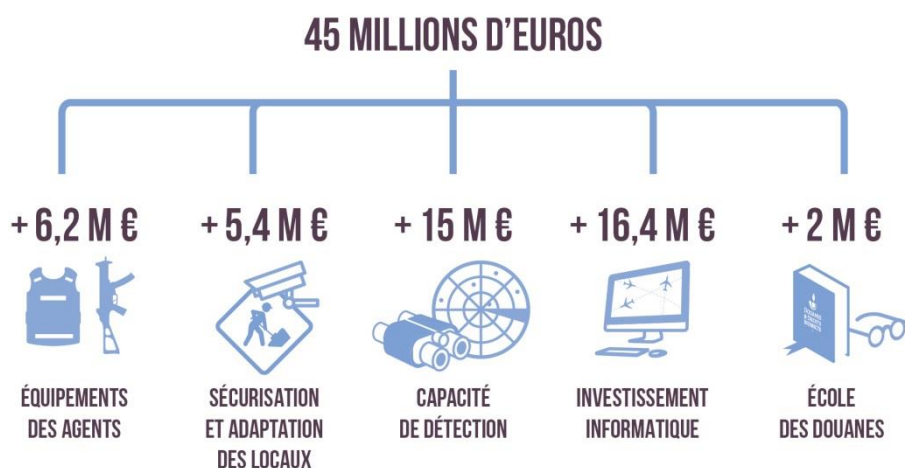 45 MILLIONS D'EUROS
+ 6,2 M €
+ 5,4 M €
+ 15 M €
+ 16,4 M €
+ 2 M €
ÉQUIPEMENTS
DES AGENTS
SÉCURISATION
ET ADAPTATION
DES LOCAUX
CAPACITÉ
DE DÉTECTION
INVESTISSEMENT
INFORMATIQUE
ÉCOLE
DES DOUANES